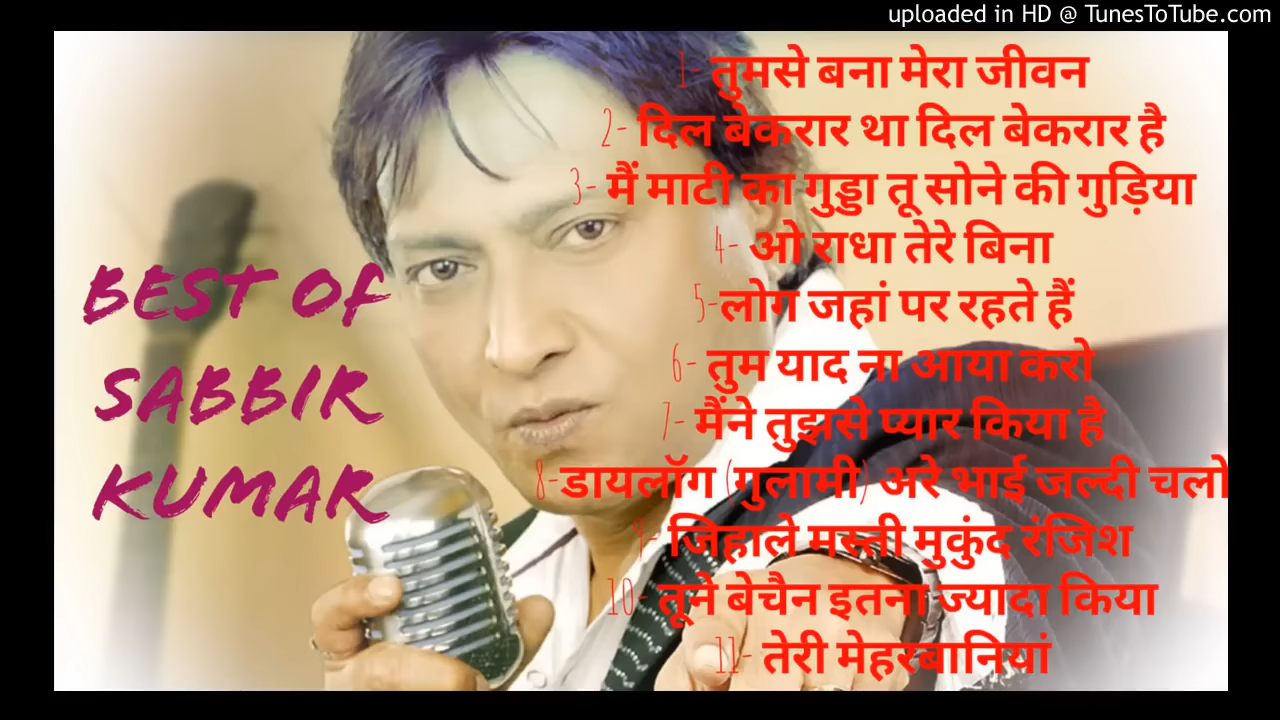 uploaded in HD @ TunesToTube.com
BEST OF
SABBIR
KUMAR
1- तुमसे बना मेरा जीवन
2- दिल बेकरार था दिल बेकरार है
3- मैं माटी का गुड्डा तू सोने की गुड़िया
4- ओ राधा तेरे बिना
5-लोग जहां पर रहते हैं
6- तुम याद ना आया करो
7- मैंने तुझसे प्यार किया है
8-डायलॉग (गुलामी) अरे भाई जल्दी चलो
9- जिहाले मस्ती मुकुंद रंजिश
10- तूने बेचैन इतना ज्यादा किया
11- तेरी मेहरबानियां